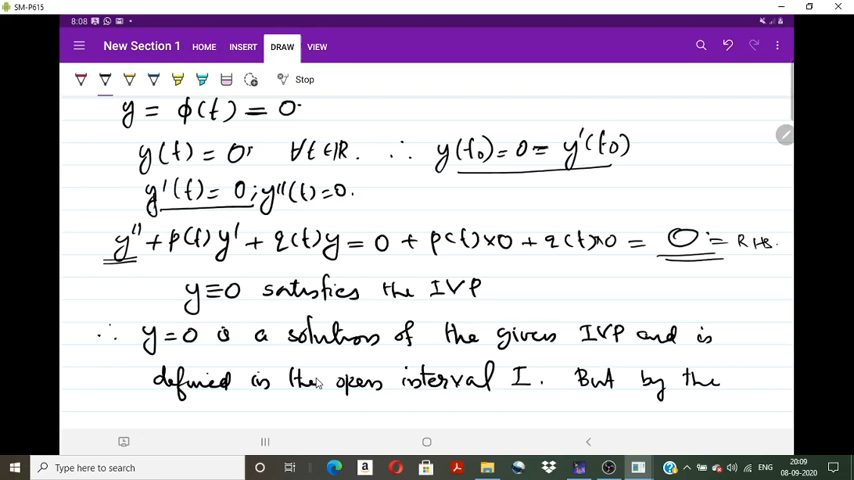 SM-P615
8:08
New Section 1 HOME INSERT DRAW VIEW
Stop
y = φ(t) = 0.
y(t) = 0, ∀t∈ℝ. ∴ y(t0) = 0 = y'(t0)
y'(t) = 0; y''(t) = 0.
y'' + p(t) y' + q(t) y = 0 + p(t)×0 + q(t)×0 = 0 = RHS.
y≡0 satisfies the IVP
∴ y = 0 is a solution of the given IVP and is
defined in the open interval I. But by the
Type here to search
ENG
20:09
08-09-2020